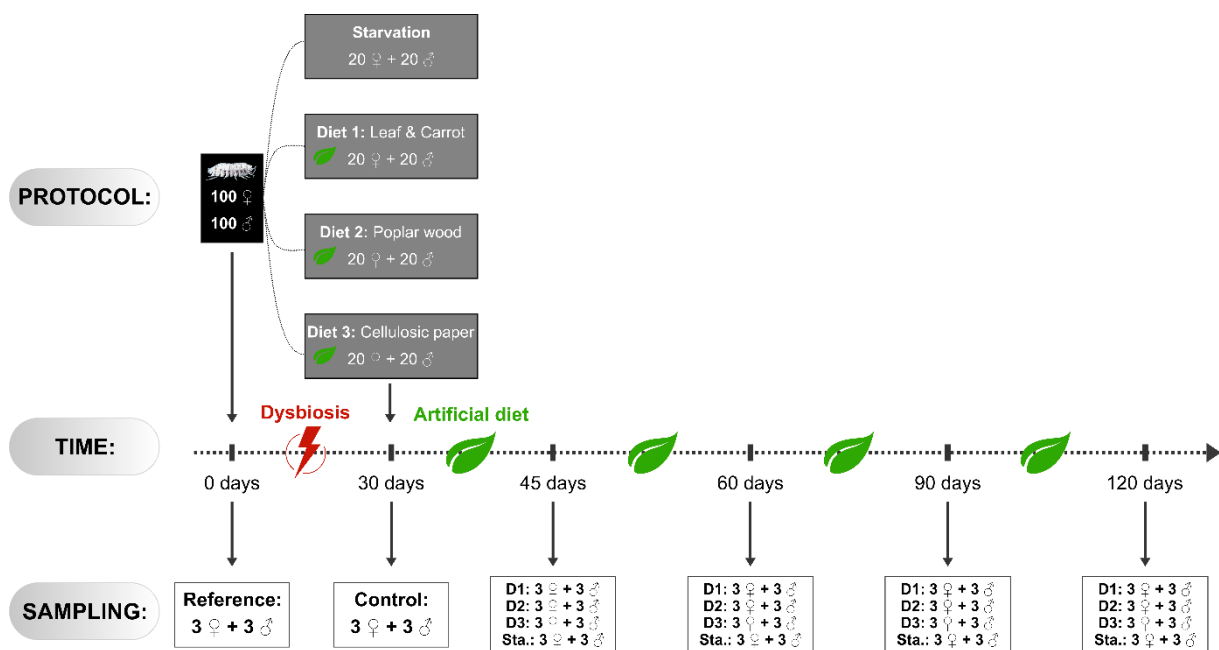 Starvation
20 ♀ + 20 ♂
Diet 1: Leaf & Carrot
20 ♀ + 20 ♂
PROTOCOL:
100 ♀
100 ♂
Diet 2: Poplar wood
20 ♀ + 20 ♂
Diet 3: Cellulosic paper
20 ♀ + 20 ♂
Dysbiosis
Artificial diet
TIME:
0 days
30 days
45 days
60 days
90 days
120 days
SAMPLING:
Reference:
3 ♀ + 3 ♂
Control:
3 ♀ + 3 ♂
D1: 3 ♀ + 3 ♂
D2: 3 ♀ + 3 ♂
D3: 3 ♀ + 3 ♂
Sta.: 3 ♀ + 3 ♂
D1: 3 ♀ + 3 ♂
D2: 3 ♀ + 3 ♂
D3: 3 ♀ + 3 ♂
Sta.: 3 ♀ + 3 ♂
D1: 3 ♀ + 3 ♂
D2: 3 ♀ + 3 ♂
D3: 3 ♀ + 3 ♂
Sta.: 3 ♀ + 3 ♂
D1: 3 ♀ + 3 ♂
D2: 3 ♀ + 3 ♂
D3: 3 ♀ + 3 ♂
Sta.: 3 ♀ + 3 ♂